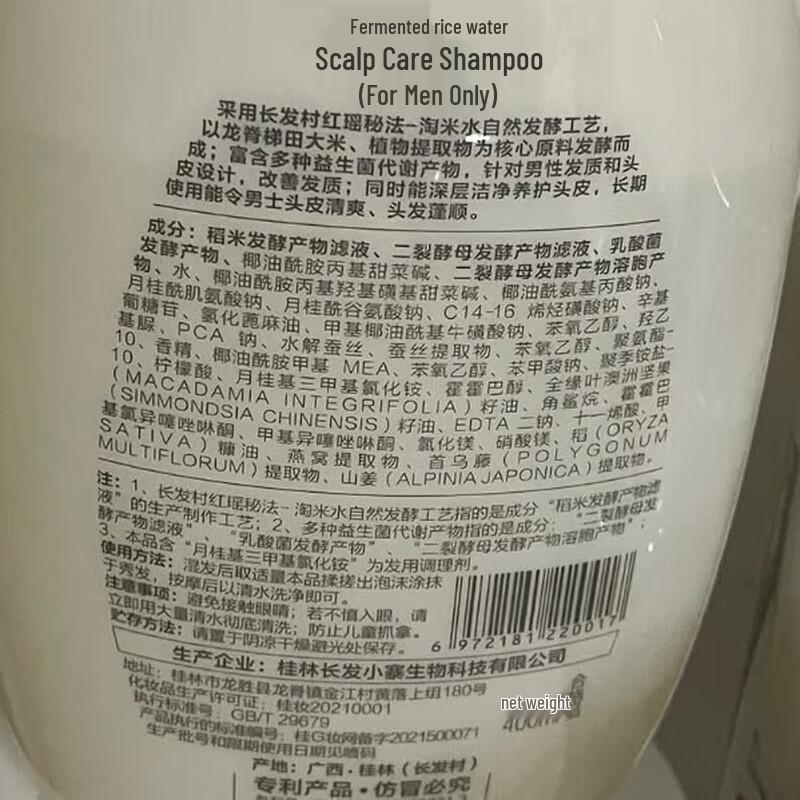 Fermented rice water
Scalp Care Shampoo
(For Men Only)
采用长发村红瑶秘法-淘米水自然发酵工艺，
以龙脊梯田大米、植物提取物为核心原料发酵而
成；富含多种益生菌代谢产物，针对男性发质和头
皮设计，改善发质；同时能深层洁净养护头皮，长期
使用能令男士头皮清爽、头发蓬顺。
成分：稻米发酵产物滤液、二裂酵母发酵产物滤液、乳酸菌
发酵产物、椰油酰胺丙基甜菜碱、二裂酵母发酵产物溶胞产
物、水、椰油酰胺丙基羟基磺基甜菜碱、椰油酰氨基丙酸钠、
月桂酰肌氨酸钠、月桂酰谷氨酸钠、C14-16 烯烃磺酸钠、辛基
葡糖苷、氢化蓖麻油、甲基椰油酰基牛磺酸钠、苯氧乙醇、羟乙
基脲、PCA 钠、水解蚕丝、蚕丝提取物、苯氧乙醇、聚氨酯-
10、香精、椰油酰胺甲基 MEA、苯氧乙醇、苯甲酸钠、聚季铵盐-
10、柠檬酸、月桂基三甲基氯化铵、霍霍巴醇、全缘叶澳洲坚果
（MACADAMIA INTEGRIFOLIA）籽油、角鲨烷、霍霍巴
（SIMMONDSIA CHINENSIS）籽油、EDTA 二钠、十一烯酸、甲
基氯异噻唑啉酮、甲基异噻唑啉酮、氯化镁、硝酸镁、稻（ORYZA
SATIVA）糠油、燕窝提取物、首乌藤（POLYGONUM
MULTIFLORUM）提取物、山姜（ALPINIA JAPONICA）提取物。
注：1、长发村红瑶秘法-淘米水自然发酵工艺指的是成分“稻米发酵产物滤
液”的生产制作工艺；2、多种益生菌代谢产物指的是成分：“二裂酵母发
酵产物滤液”、“乳酸菌发酵产物”、“二裂酵母发酵产物溶胞产物”；
3、本品含“月桂基三甲基氯化铵”为发用调理剂。
使用方法：湿发后取适量本品揉搓出泡沫涂抹
于秀发，按摩后以清水洗净即可。
注意事项：避免接触眼睛；若不慎入眼，请
立即用大量清水彻底清洗；防止儿童抓拿。
贮存方法：请置于阴凉干燥避光处保存。
6 972181 220017
生产企业：桂林长发小寨生物科技有限公司
地址：桂林市龙胜县龙脊镇金江村黄落上组180号
化妆品生产许可证：桂妆20210001
执行标准号：GB/T 29679
产品执行的标准编号：桂G妆网备字2021500071
生产批号和限期使用日期见喷码
net weight
400ml
产地：广西·桂林（长发村）
专利产品·仿冒必究